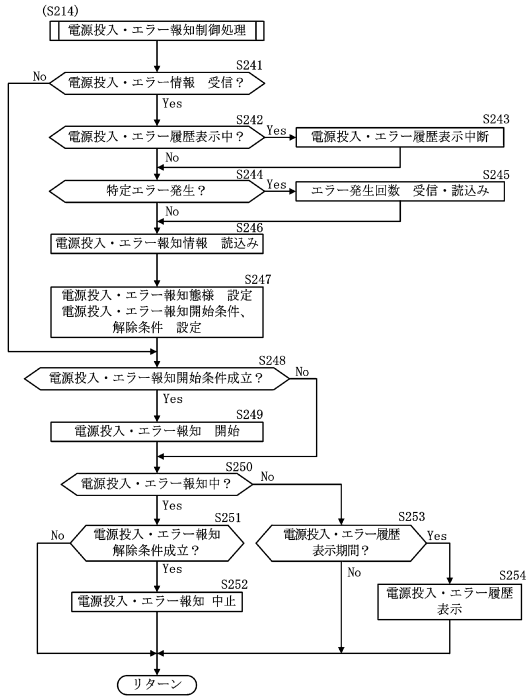 (S214)
電源投入・エラー報知制御処理
S241
電源投入・エラー情報　受信？
No
Yes
S242
電源投入・エラー履歴表示中？
Yes
S243
電源投入・エラー履歴表示中断
No
S244
特定エラー発生？
Yes
S245
エラー発生回数　受信・読込み
No
S246
電源投入・エラー報知情報　読込み
S247
電源投入・エラー報知態様　設定
電源投入・エラー報知開始条件、
解除条件　設定
S248
電源投入・エラー報知開始条件成立？
No
Yes
S249
電源投入・エラー報知　開始
S250
電源投入・エラー報知中？
No
Yes
S251
電源投入・エラー報知
解除条件成立？
No
Yes
S253
電源投入・エラー履歴
表示期間？
Yes
No
S252
電源投入・エラー報知 中止
S254
電源投入・エラー履歴
表示
リターン